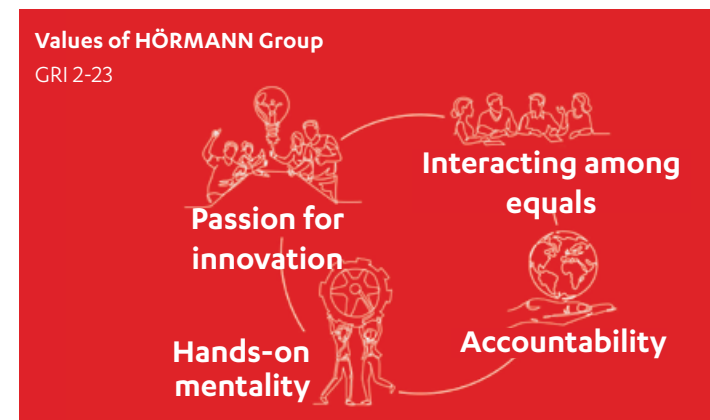 Values of HÖRMANN Group
GRI 2-23
Interacting among
equals
Passion for
innovation
Accountability
Hands-on
mentality